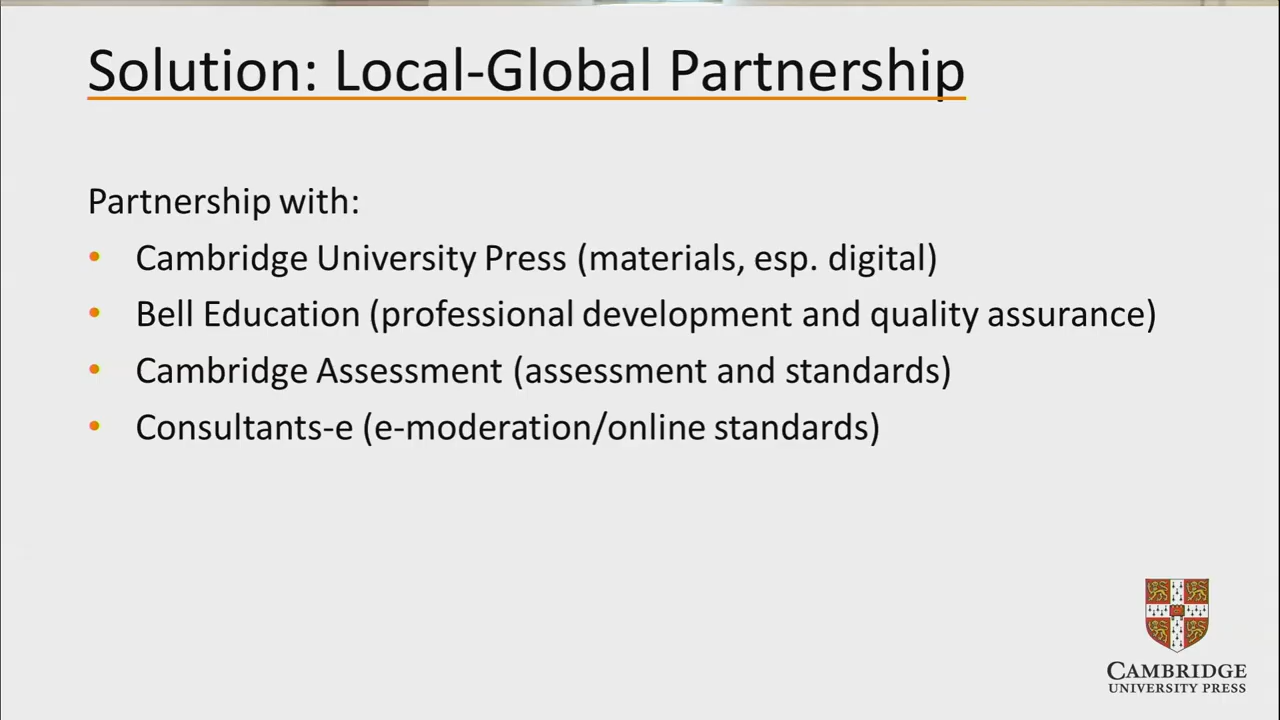 Solution: Local-Global Partnership
Partnership with:
• Cambridge University Press (materials, esp. digital)
• Bell Education (professional development and quality assurance)
• Cambridge Assessment (assessment and standards)
• Consultants-e (e-moderation/online standards)
CAMBRIDGE
UNIVERSITY PRESS